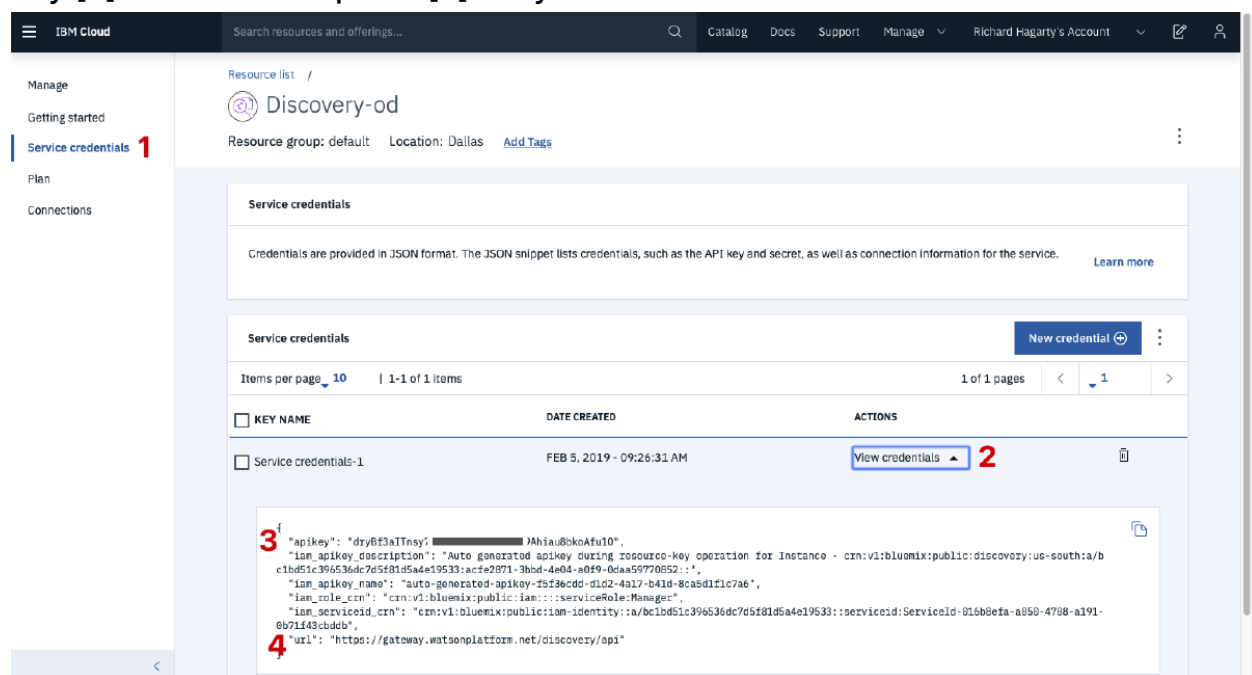 IBM Cloud
Search resources and offerings...
Catalog Docs Support Manage Richard Hagarty's Account
Manage
Getting started
Service credentials 1
Plan
Connections
Resource list /
Discovery-od
Resource group: default Location: Dallas Add Tags
Service credentials
Credentials are provided in JSON format. The JSON snippet lists credentials, such as the API key and secret, as well as connection information for the service.
Learn more
Service credentials
New credential
Items per page 10 | 1-1 of 1 items
1 of 1 pages < 1 >
KEY NAME DATE CREATED ACTIONS
Service credentials-1 FEB 5, 2019 - 09:26:31 AM View credentials 2
{
3
"apikey":
"iam_apikey_description": "Auto generated apikey during resource-key operation for Instance - crn:v1:bluemix:public:discovery:us-south:a/b
c1bd51c396536dc7d5f81d5a4e19533:acfe2871-3bbd-4e04-a0f9-0daa59770852::",
"iam_apikey_name": "auto-generated-apikey-f5f36cdd-d1d2-4a17-b41d-8ca5d1f1c7a6",
"iam_role_crn": "crn:v1:bluemix:public:iam::::serviceRole:Manager",
"iam_serviceid_crn": "crn:v1:bluemix:public:iam-identity::a/bc1bd51c396536dc7d5f81d5a4e19533::serviceid:ServiceId-016b8efa-a850-4788-a191-
0b71f43cbddb",
4 "url": "https://gateway.watsonplatform.net/discovery/api"
}
<